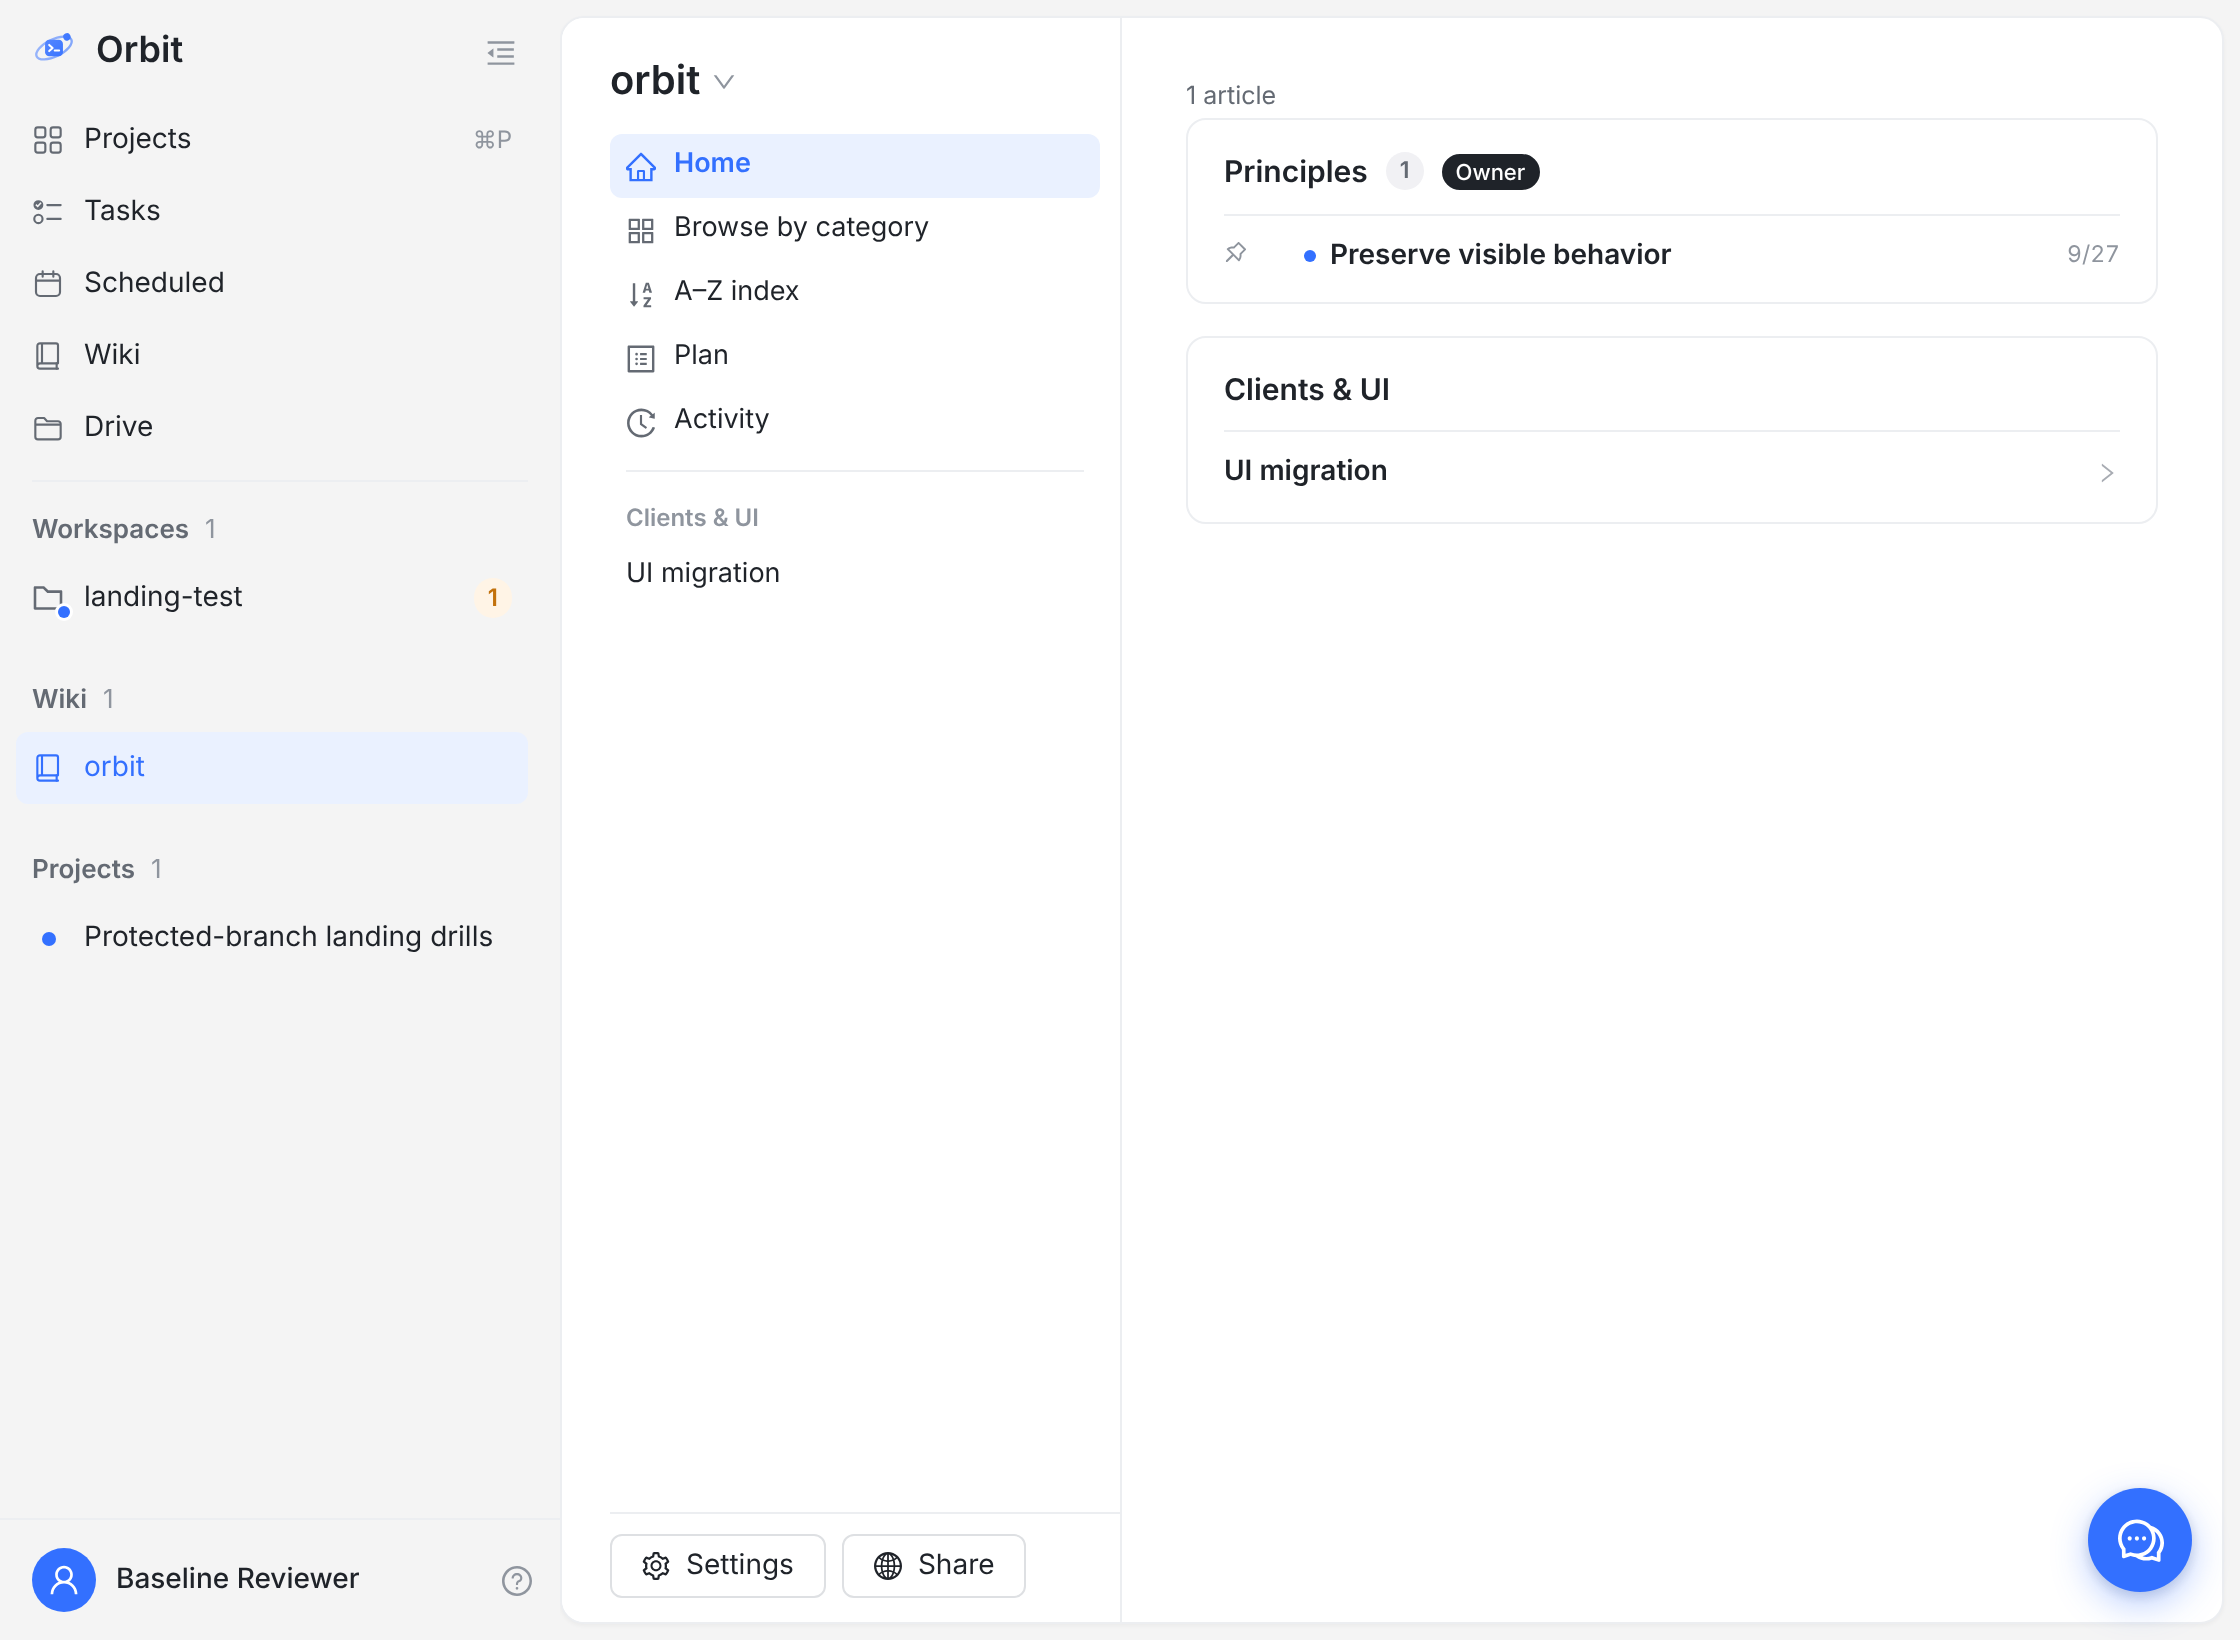 Orbit
Projects ⌘P
Tasks
Scheduled
Wiki
Drive
Workspaces 1
landing-test 1
Wiki 1
orbit
Projects 1
Protected-branch landing drills
Baseline Reviewer
orbit
Home
Browse by category
A–Z index
Plan
Activity
Clients & UI
UI migration
Settings
Share
1 article
Principles 1 Owner
Preserve visible behavior 9/27
Clients & UI
UI migration